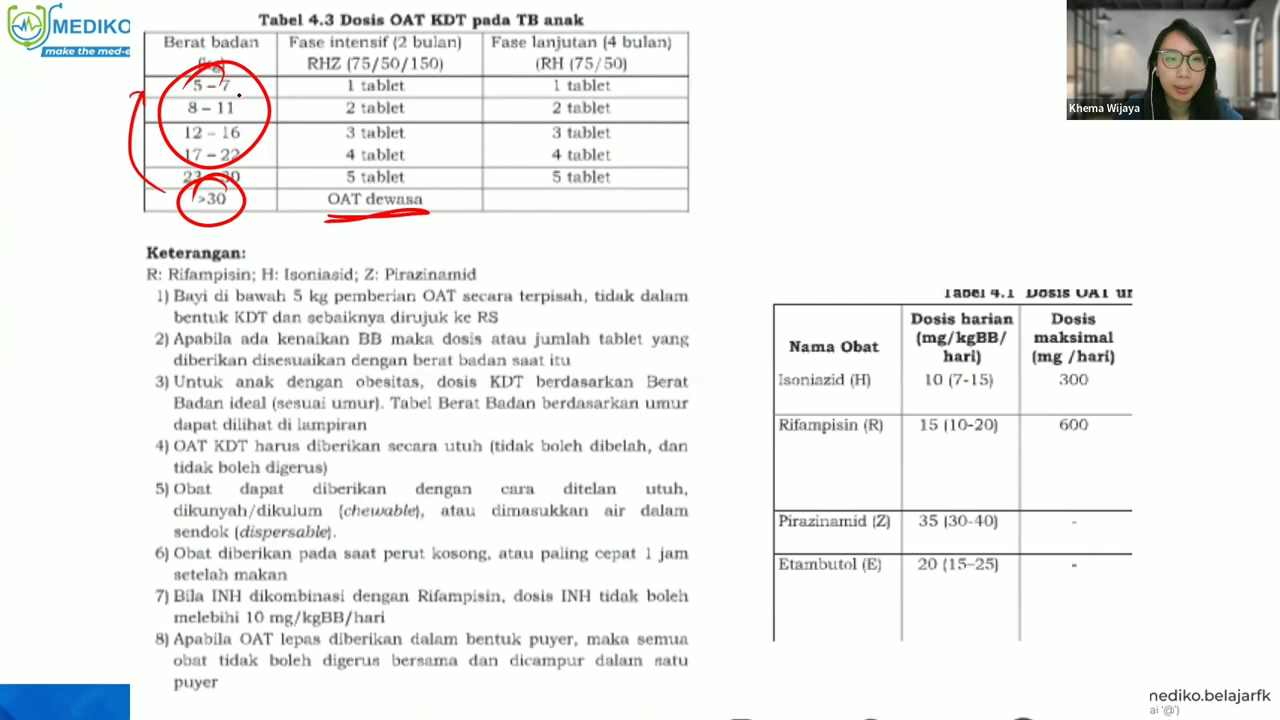 MEDIKO
make the med-e
Tabel 4.3 Dosis OAT KDT pada TB anak
Berat badan
(kg)
Fase intensif (2 bulan)
RHZ (75/50/150)
Fase lanjutan (4 bulan)
(RH (75/50)
5 – 7 1 tablet 1 tablet
8 – 11 2 tablet 2 tablet
12 – 16 3 tablet 3 tablet
17 – 22 4 tablet 4 tablet
23 – 30 5 tablet 5 tablet
>30 OAT dewasa
Keterangan:
R: Rifampisin; H: Isoniasid; Z: Pirazinamid
1) Bayi di bawah 5 kg pemberian OAT secara terpisah, tidak dalam
bentuk KDT dan sebaiknya dirujuk ke RS
2) Apabila ada kenaikan BB maka dosis atau jumlah tablet yang
diberikan disesuaikan dengan berat badan saat itu
3) Untuk anak dengan obesitas, dosis KDT berdasarkan Berat
Badan ideal (sesuai umur). Tabel Berat Badan berdasarkan umur
dapat dilihat di lampiran
4) OAT KDT harus diberikan secara utuh (tidak boleh dibelah, dan
tidak boleh digerus)
5) Obat dapat diberikan dengan cara ditelan utuh,
dikunyah/dikulum (chewable), atau dimasukkan air dalam
sendok (dispersable).
6) Obat diberikan pada saat perut kosong, atau paling cepat 1 jam
setelah makan
7) Bila INH dikombinasi dengan Rifampisin, dosis INH tidak boleh
melebihi 10 mg/kgBB/hari
8) Apabila OAT lepas diberikan dalam bentuk puyer, maka semua
obat tidak boleh digerus bersama dan dicampur dalam satu
puyer
Khema Wijaya
Tabel 4.1 Dosis OAT un
Nama Obat
Dosis harian
(mg/kgBB/
hari)
Dosis
maksimal
(mg /hari)
Isoniazid (H) 10 (7-15) 300
Rifampisin (R) 15 (10-20) 600
Pirazinamid (Z) 35 (30-40) -
Etambutol (E) 20 (15–25) -
nediko.belajarfk
ai '@')